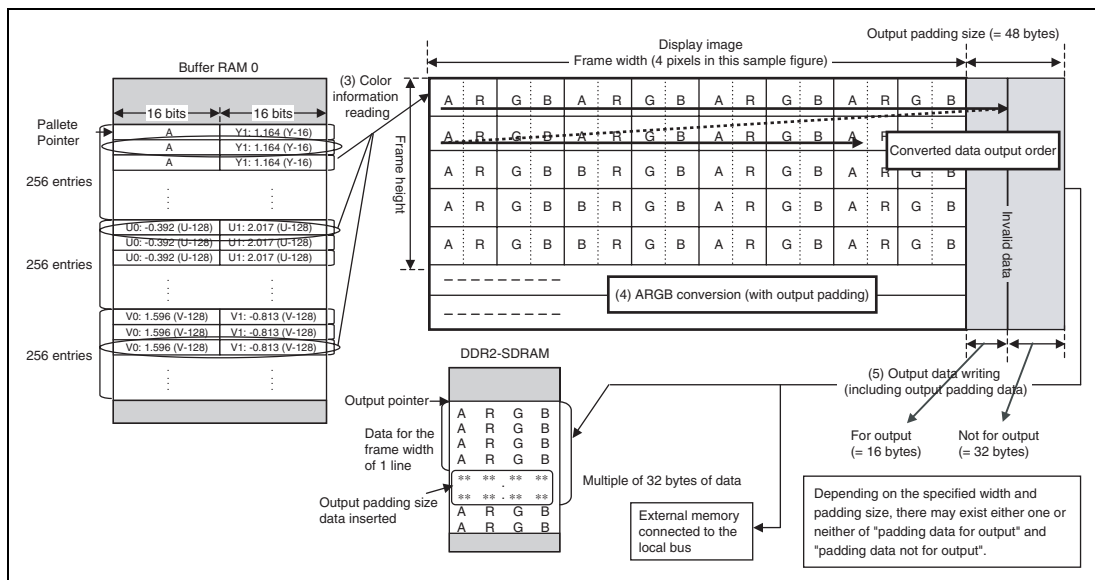 Buffer RAM 0
16 bits 16 bits
Pallete
Pointer
A Y1: 1.164 (Y-16)
A Y1: 1.164 (Y-16)
A Y1: 1.164 (Y-16)
256 entries
U0: -0.392 (U-128) U1: 2.017 (U-128)
U0: -0.392 (U-128) U1: 2.017 (U-128)
U0: -0.392 (U-128) U1: 2.017 (U-128)
256 entries
V0: 1.596 (V-128) V1: -0.813 (V-128)
V0: 1.596 (V-128) V1: -0.813 (V-128)
V0: 1.596 (V-128) V1: -0.813 (V-128)
256 entries
(3) Color
information
reading
Display image
Frame width (4 pixels in this sample figure)
Output padding size (= 48 bytes)
Frame height
A R G B A R G B A R G B A R G B
A R G B A R G B A R G B A R
A R G B B R G B A R G B A R G B
A R G B B R G B A R G B A R G B
A R G B B R G B A R G B A R G B
Converted data output order
Invalid data
(4) ARGB conversion (with output padding)
(5) Output data writing
(including output padding data)
For output
(= 16 bytes)
Not for output
(= 32 bytes)
DDR2-SDRAM
Output pointer
A R G B
A R G B
A R G B
A R G B
** ** ** **
** ** ** **
A R G B
A R G B
Data for the
frame width
of 1 line
Output padding size
data inserted
Multiple of 32 bytes of data
External memory
connected to the
local bus
Depending on the specified width and
padding size, there may exist either one or
neither of "padding data for output" and
"padding data not for output".